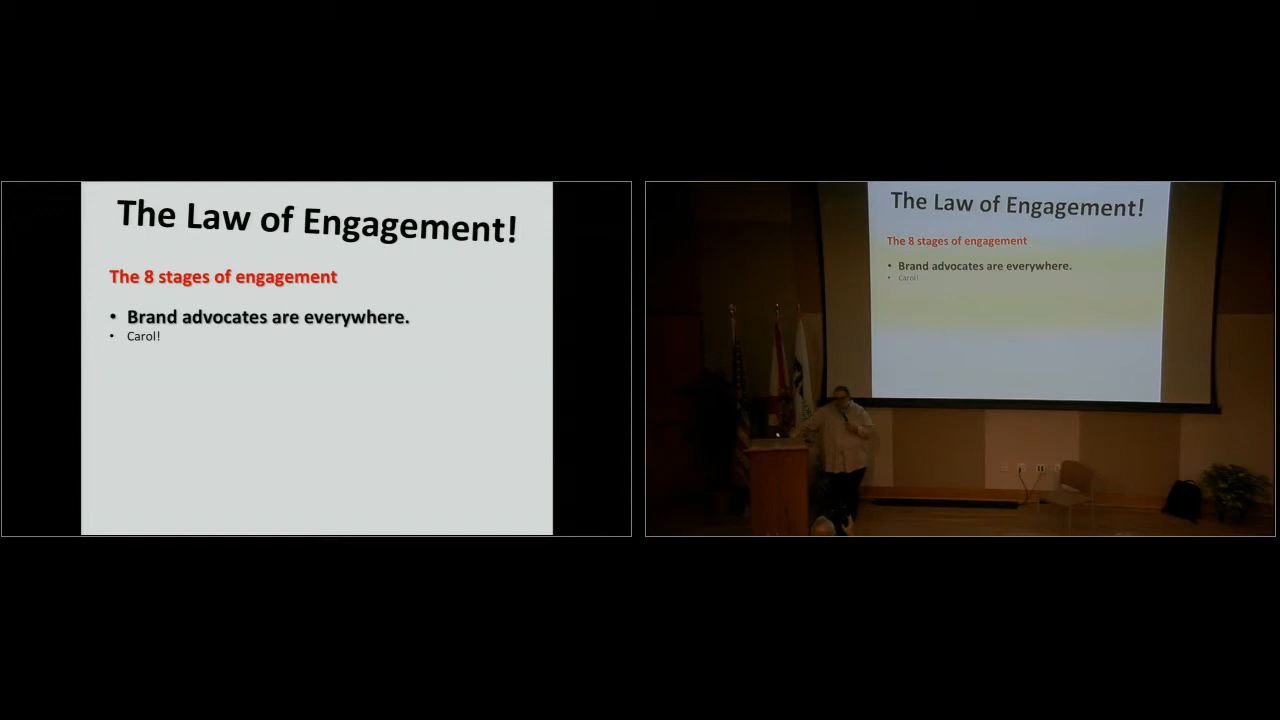 The Law of Engagement!
The 8 stages of engagement
• Brand advocates are everywhere.
• Carol!
The Law of Engagement!
The 8 stages of engagement
• Brand advocates are everywhere.
• Carol!